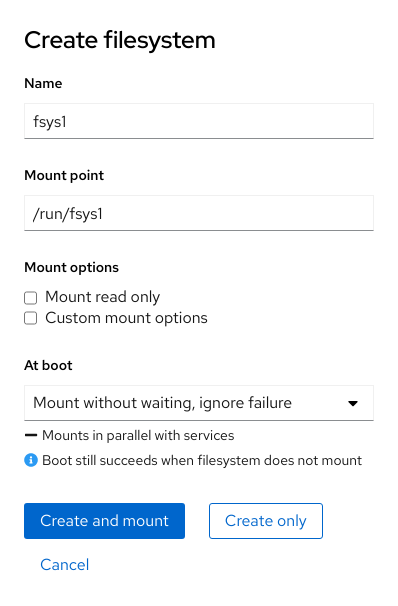 Create filesystem
Name
fsys1
Mount point
/run/fsys1
Mount options
Mount read only
Custom mount options
At boot
Mount without waiting, ignore failure
Mounts in parallel with services
Boot still succeeds when filesystem does not mount
Create and mount
Create only
Cancel